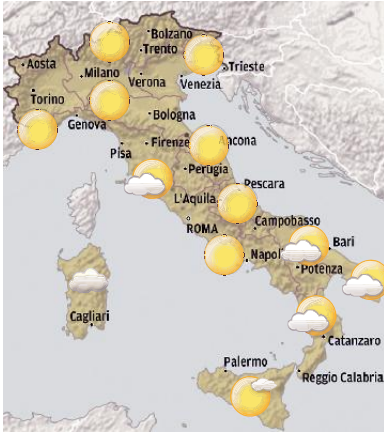 Bolzano
Trento
Aosta
Milano
Trieste
Verona
Venezia
Torino
Genova
Bologna
Pisa
Firenze
Ancona
Perugia
Pescara
L'Aquila
ROMA
Campobasso
Bari
Napol
Potenza
Cagliari
Catanzaro
Palermo
Reggio Calabria